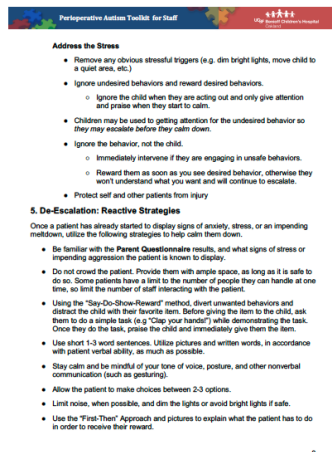 Perioperative Autism Toolkit for Staff
UCSF Benioff Children's Hospital
Address the Stress
• Remove any obvious stressful triggers (e.g. dim bright lights, move child to
a quiet area, etc.)
• Ignore undesired behaviors and reward desired behaviors.
○ Ignore the child when they are acting out and only give attention
and praise when they start to calm.
• Children may be used to getting attention for the undesired behavior so
they may escalate before they calm down.
• Ignore the behavior, not the child.
○ Immediately intervene if they are engaging in unsafe behaviors.
○ Reward them as soon as you see desired behavior, otherwise they
won't understand what you want and will continue to escalate.
• Protect self and other patients from injury
5. De-Escalation: Reactive Strategies
Once a patient has already started to display signs of anxiety, stress, or an impending
meltdown, utilize the following strategies to help calm them down.
• Be familiar with the Parent Questionnaire results, and what signs of stress or
impending aggression the patient is known to display.
• Do not crowd the patient. Provide them with ample space, as long as it is safe to
do so. Some patients have a limit to the number of people they can handle at one
time, so limit the number of staff interacting with the patient.
• Using the "Say-Do-Show-Reward" method, divert unwanted behaviors and
distract the child with their favorite item. Before giving the item to the child, ask
them to do a simple task (e.g "Clap your hands!") while demonstrating the task.
Once they do the task, praise the child and immediately give them the item.
• Use short 1-3 word sentences. Utilize pictures and written words, in accordance
with patient verbal ability, as much as possible.
• Stay calm and be mindful of your tone of voice, posture, and other nonverbal
communication (such as gesturing).
• Allow the patient to make choices between 2-3 options.
• Limit noise, when possible, and dim the lights or avoid bright lights if safe.
• Use the "First-Then" Approach and pictures to explain what the patient has to do
in order to receive their reward.